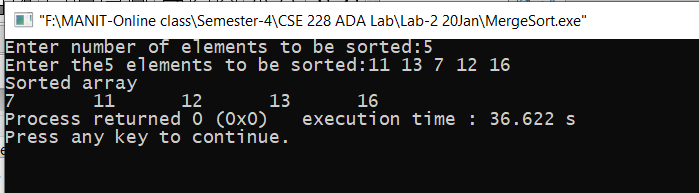 "F:\MANIT-Online class\Semester-4\CSE 228 ADA Lab\Lab-2 20Jan\MergeSort.exe"
Enter number of elements to be sorted:5
Enter the5 elements to be sorted:11 13 7 12 16
Sorted array
7       11      12      13      16
Process returned 0 (0x0)   execution time : 36.622 s
Press any key to continue.